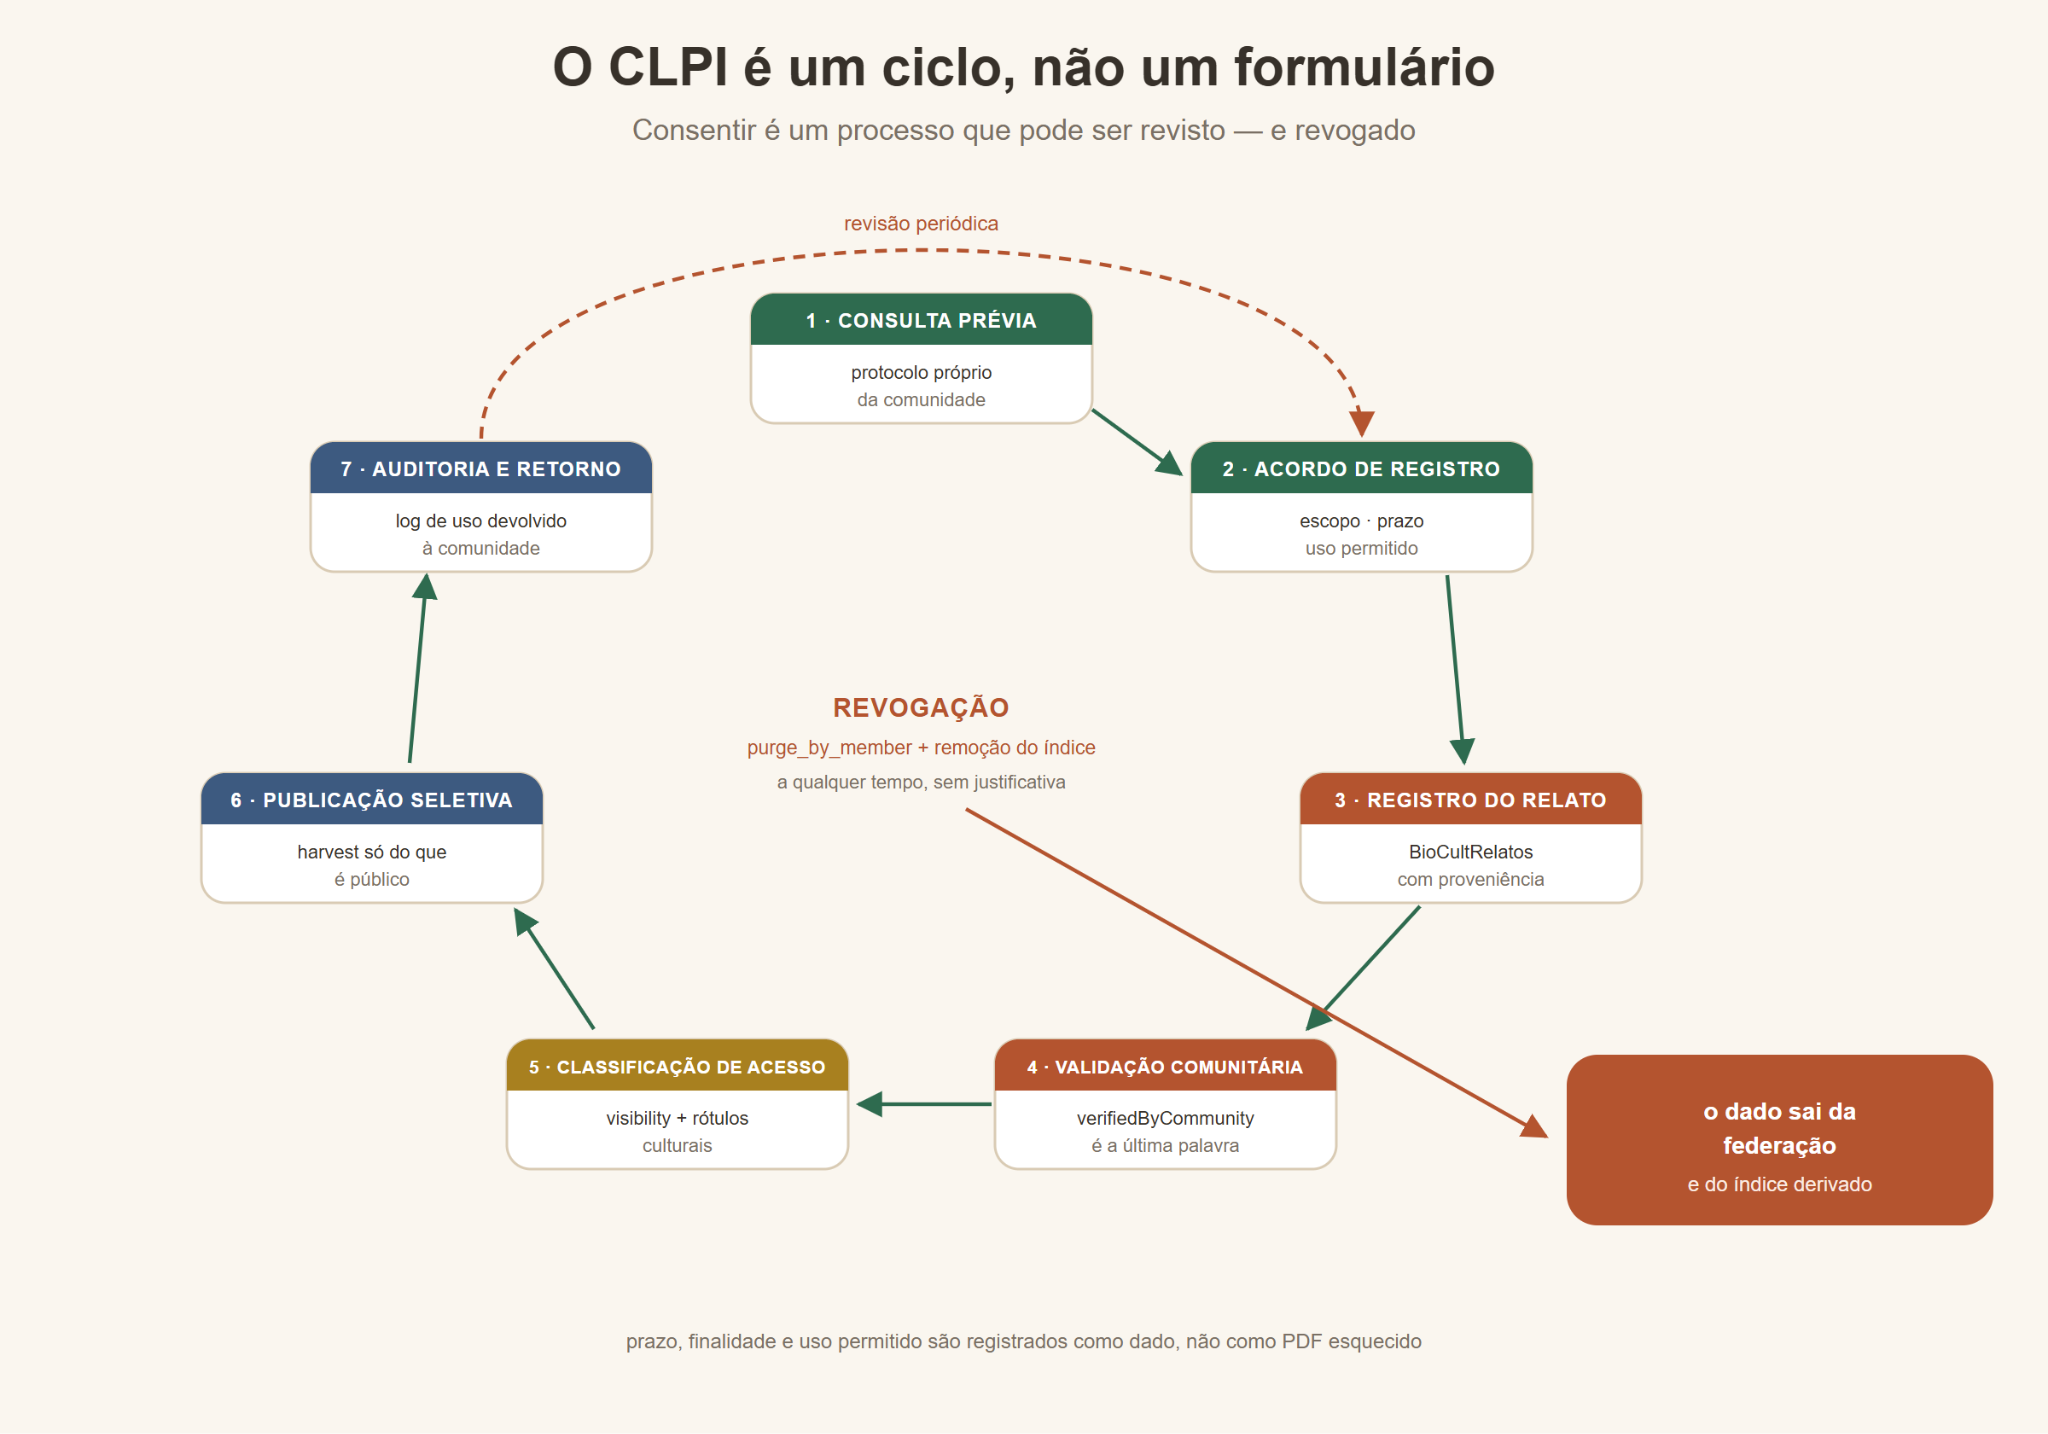 O CLPI é um ciclo, não um formulário
Consentir é um processo que pode ser revisto — e revogado
revisão periódica
1 · CONSULTA PRÉVIA
protocolo próprio
da comunidade
2 · ACORDO DE REGISTRO
escopo · prazo
uso permitido
3 · REGISTRO DO RELATO
BioCultRelatos
com proveniência
4 · VALIDAÇÃO COMUNITÁRIA
verifiedByCommunity
é a última palavra
5 · CLASSIFICAÇÃO DE ACESSO
visibility + rótulos
culturais
6 · PUBLICAÇÃO SELETIVA
harvest só do que
é público
7 · AUDITORIA E RETORNO
log de uso devolvido
à comunidade
REVOGAÇÃO
purge_by_member + remoção do índice
a qualquer tempo, sem justificativa
o dado sai da
federação
e do índice derivado
prazo, finalidade e uso permitido são registrados como dado, não como PDF esquecido